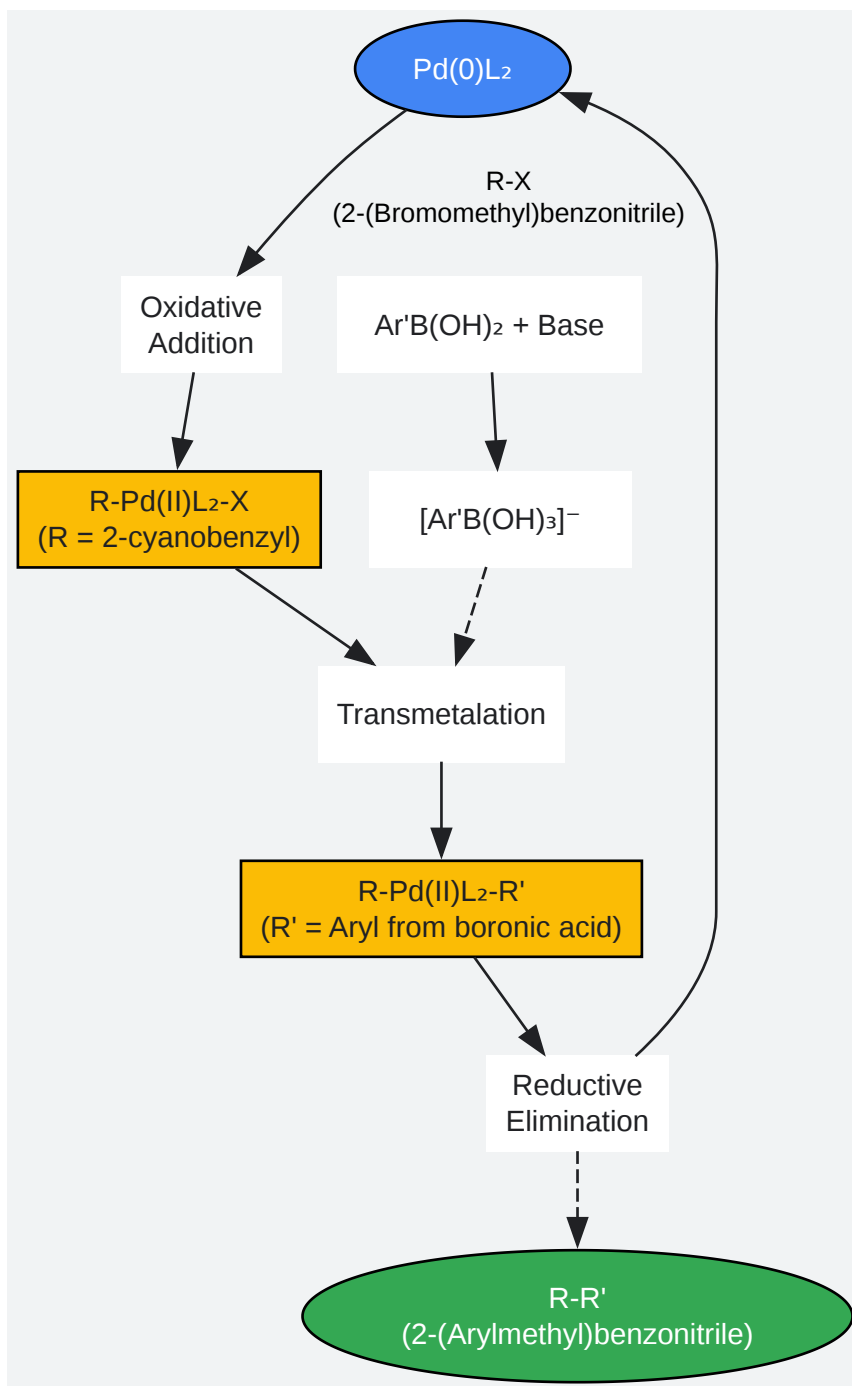 Pd(0)L₂
R-X
(2-(Bromomethyl)benzonitrile)
Oxidative
Addition
Ar'B(OH)₂ + Base
R-Pd(II)L₂-X
(R = 2-cyanobenzyl)
[Ar'B(OH)₃]⁻
Transmetalation
R-Pd(II)L₂-R'
(R' = Aryl from boronic acid)
Reductive
Elimination
R-R'
(2-(Arylmethyl)benzonitrile)